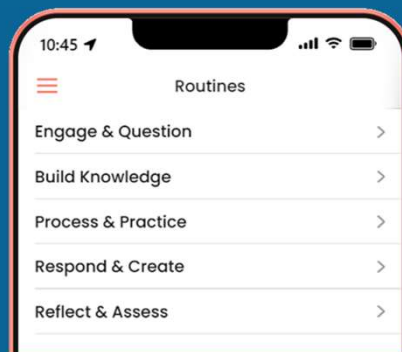 10:45
Routines
Engage & Question
Build Knowledge
Process & Practice
Respond & Create
Reflect & Assess